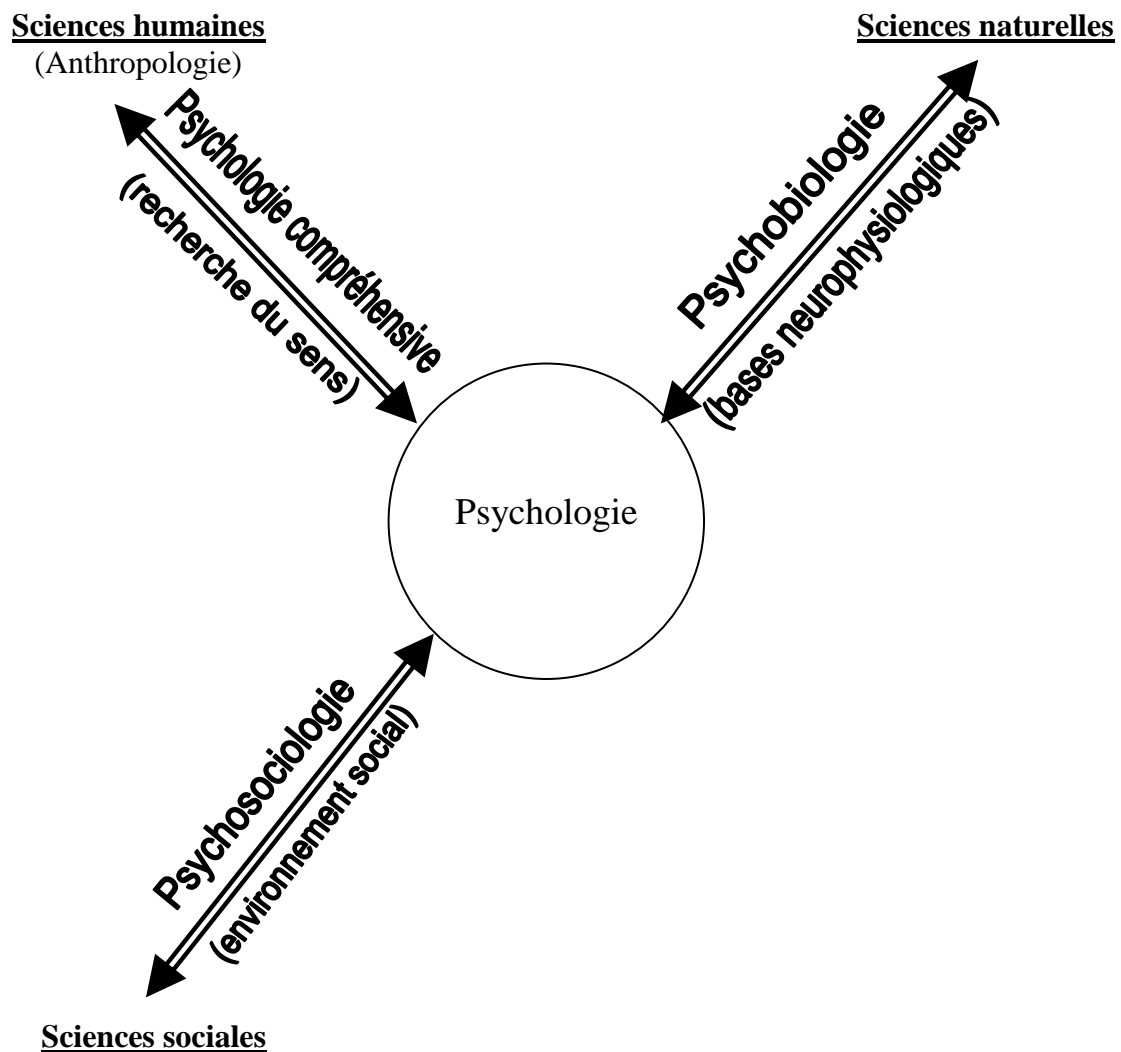 Sciences humaines
(Anthropologie)
Sciences naturelles
Psychologie compréhensive
(recherche du sens)
Psychobiologie
(bases neurophysiologiques)
Psychologie
Psychosociologie
(environnement social)
Sciences sociales